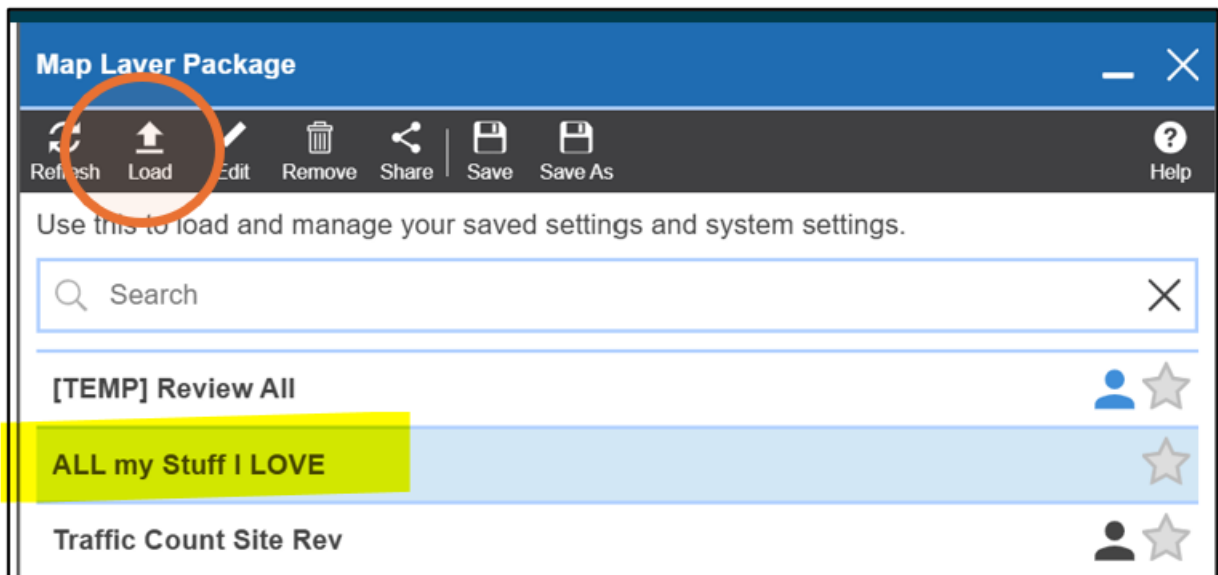 Map Layer Package
Refresh Load Edit Remove Share Save Save As Help
Use this to load and manage your saved settings and system settings.
Search
[TEMP] Review All
ALL my Stuff I LOVE
Traffic Count Site Rev